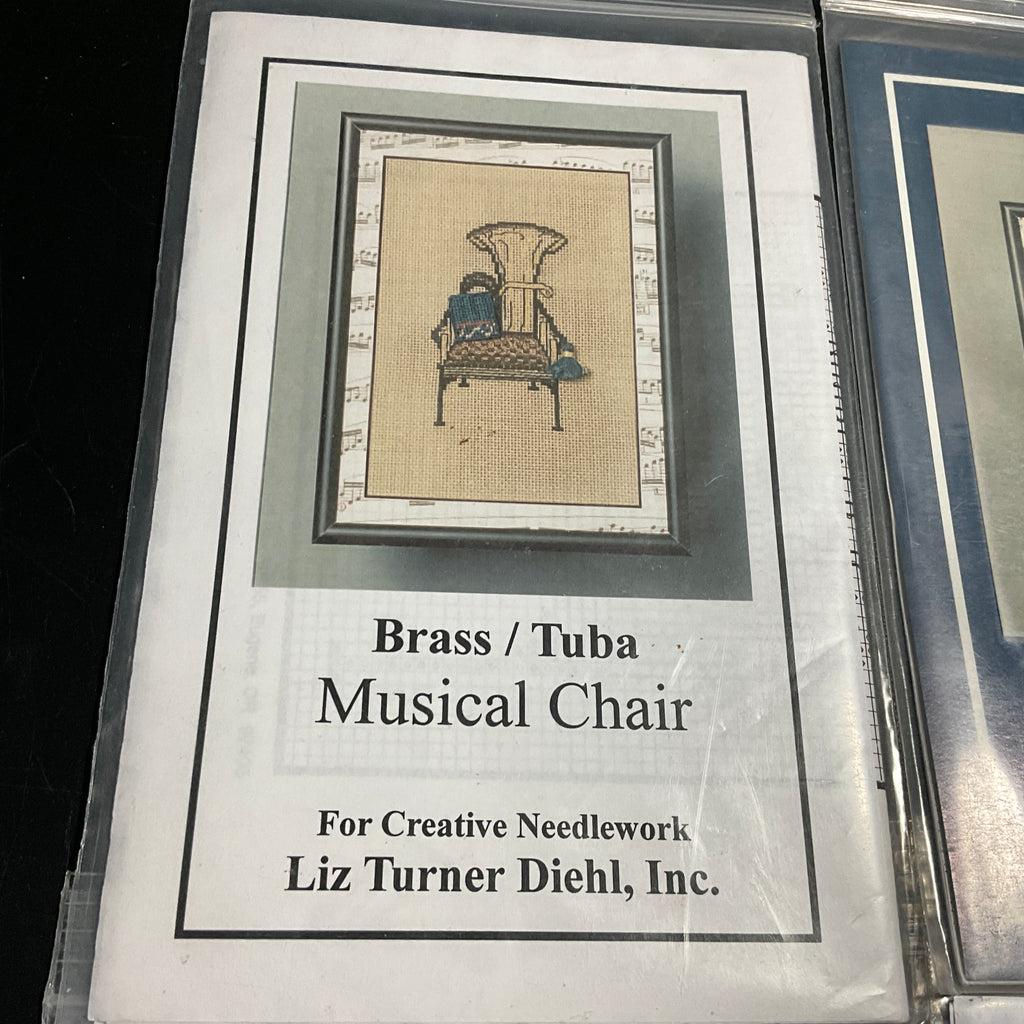 Brass / Tuba
Musical Chair
For Creative Needlework
Liz Turner Diehl, Inc.